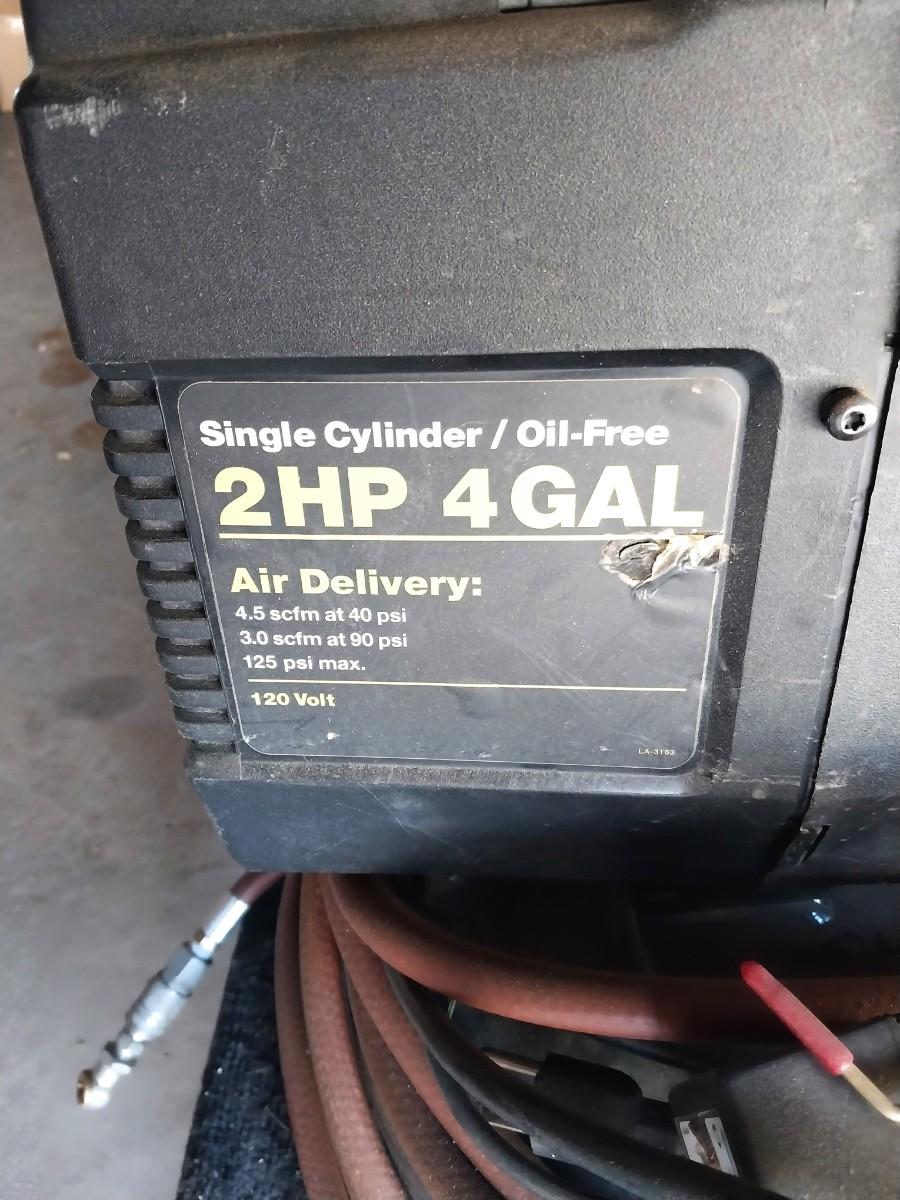 Single Cylinder / Oil-Free
2HP 4GAL
Air Delivery:
4.5 scfm at 40 psi
3.0 scfm at 90 psi
125 psi max.
120 Volt
LA-3163